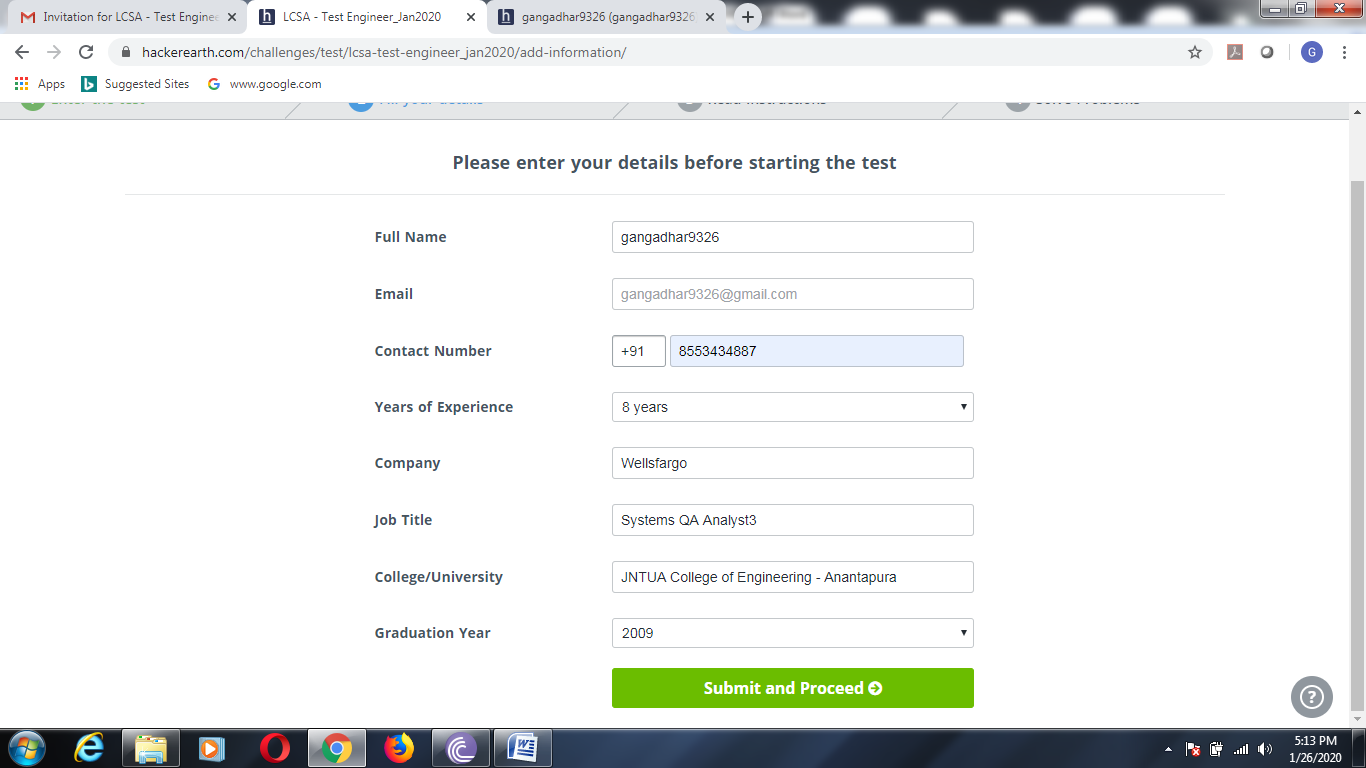 Invitation for LCSA - Test Enginee
LCSA - Test Engineer_Jan2020
gangadhar9326 (gangadhar9326
hackerearth.com/challenges/test/lcsa-test-engineer_jan2020/add-information/
G
Apps
Suggested Sites
www.google.com
Please enter your details before starting the test
Full Name
gangadhar9326
Email
gangadhar9326@gmail.com
Contact Number
+91
8553434887
Years of Experience
8 years
Company
Wellsfargo
Job Title
Systems QA Analyst3
College/University
JNTUA College of Engineering - Anantapura
Graduation Year
2009
Submit and Proceed
5:13 PM
1/26/2020